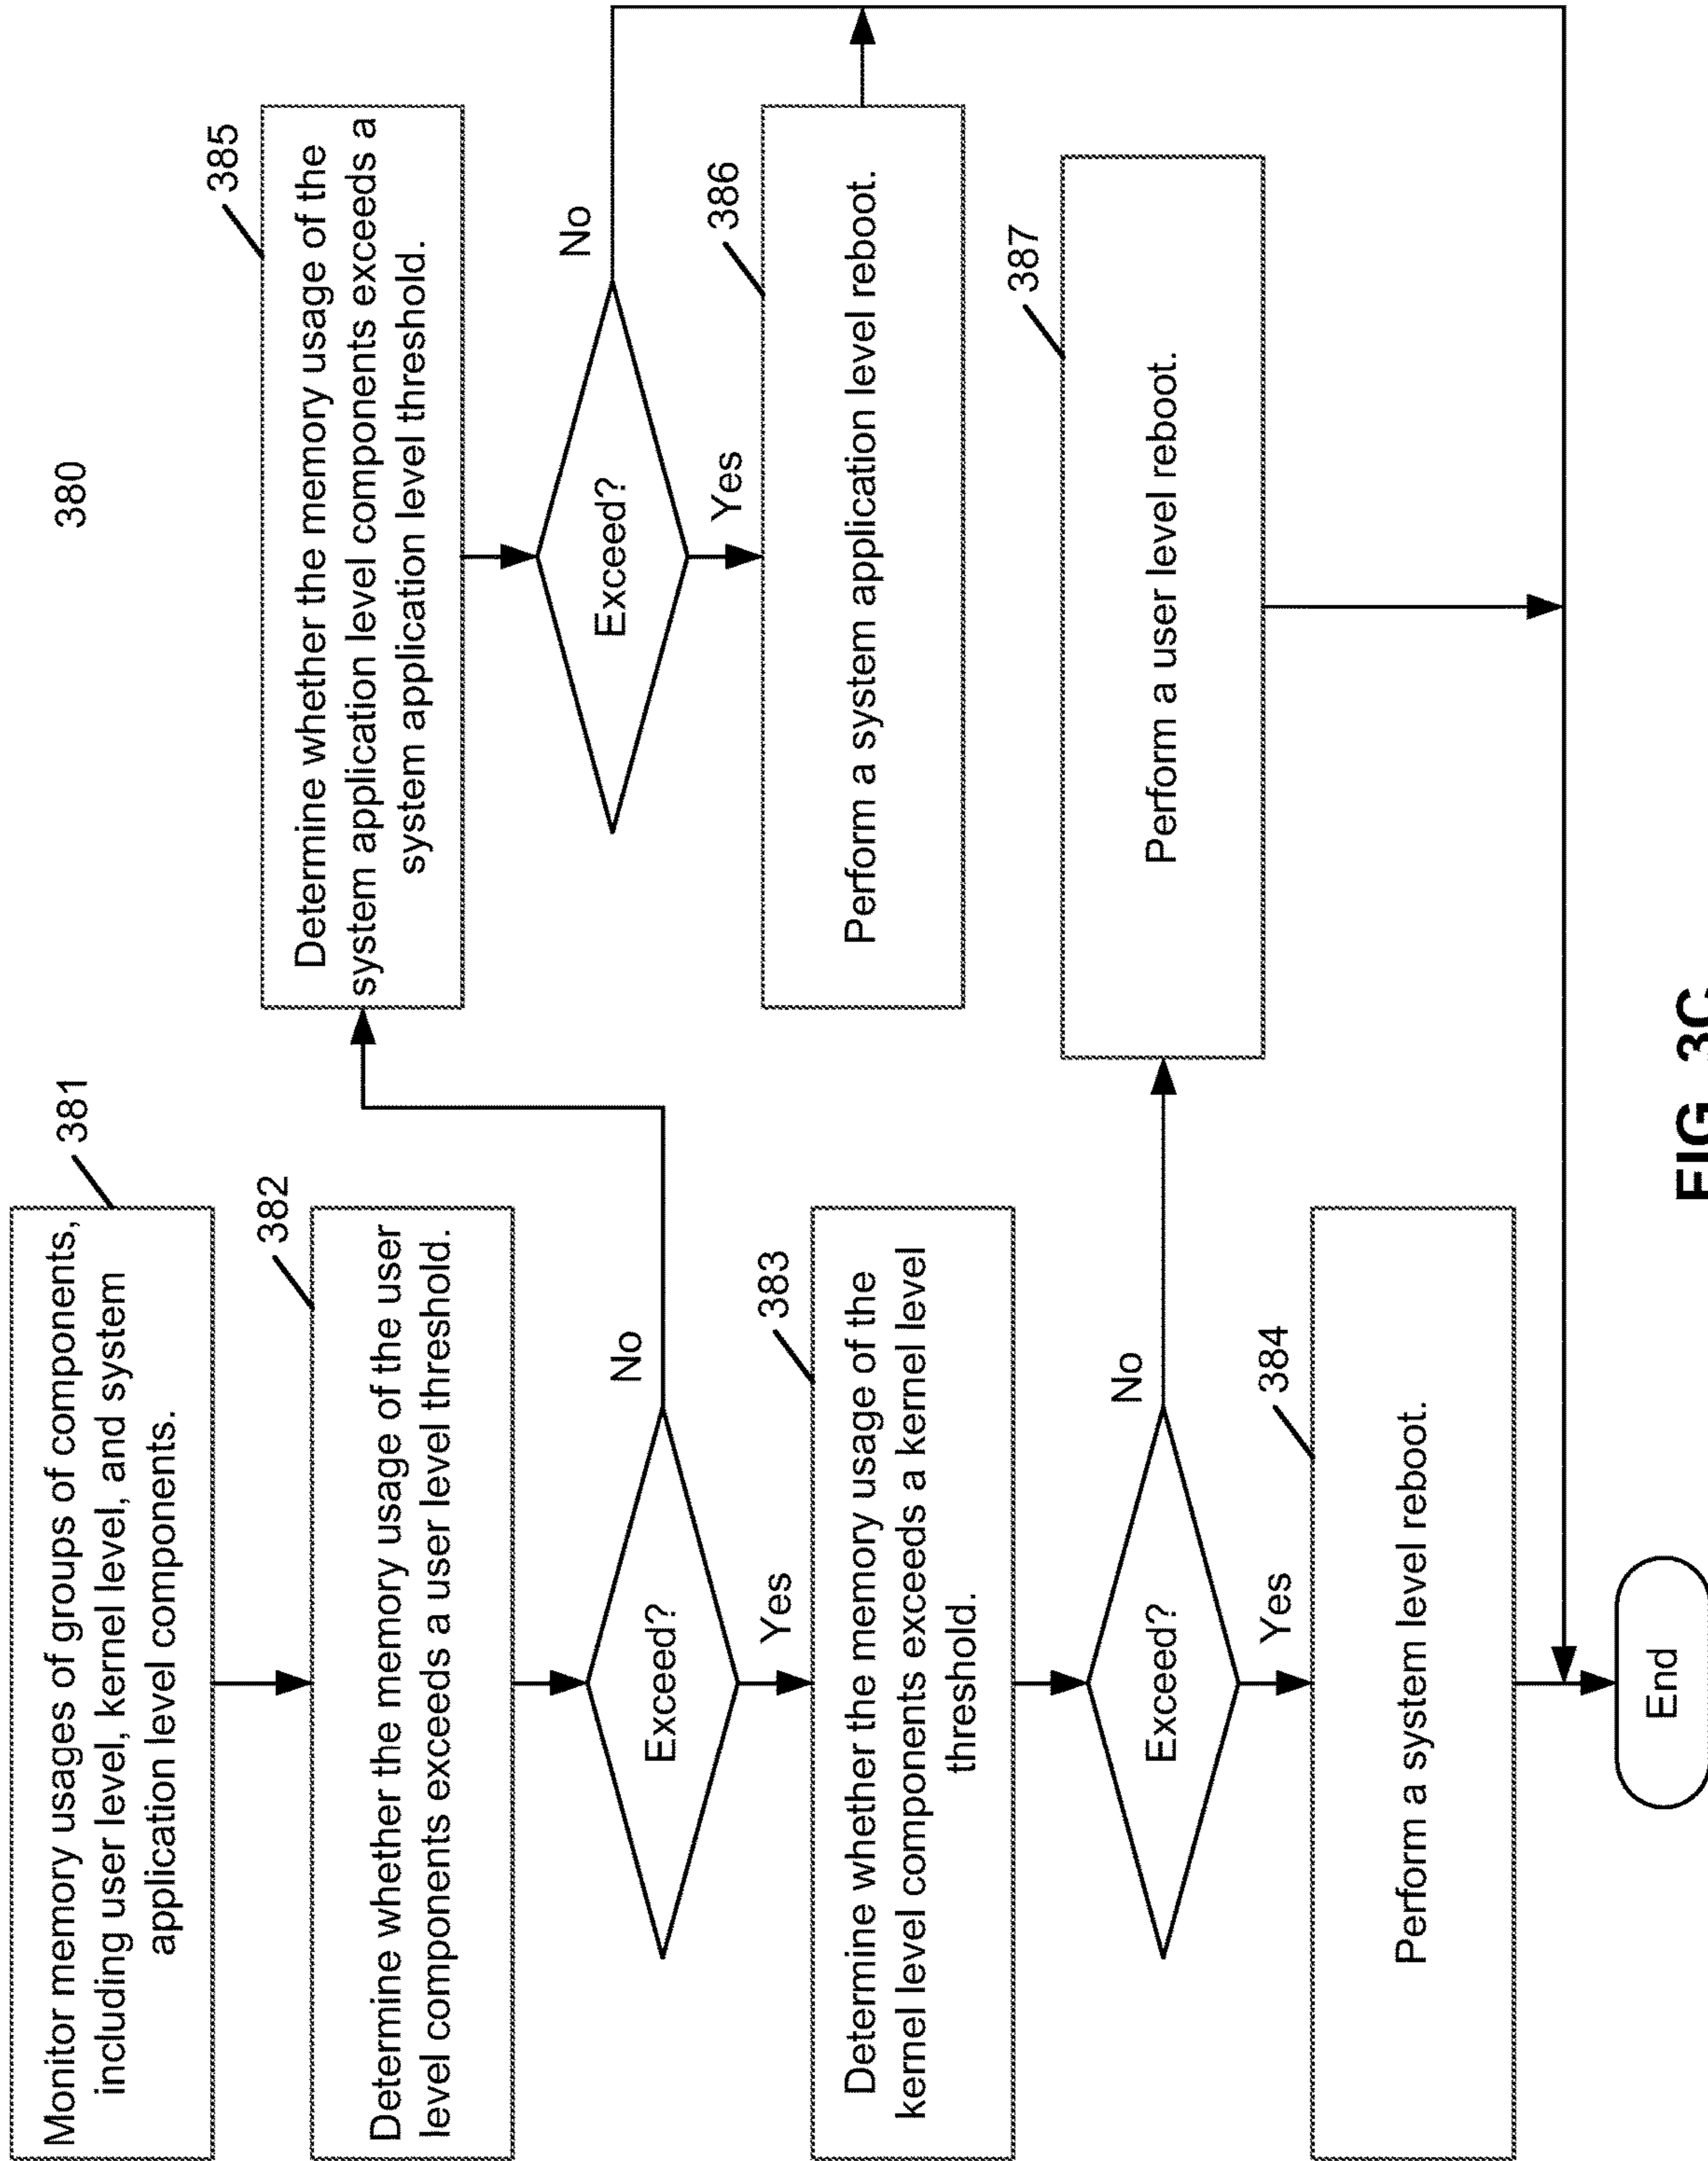 380
381
Monitor memory usages of groups of components,
including user level, kernel level, and system
application level components.
382
Determine whether the memory usage of the user
level components exceeds a user level threshold.
Exceed?
No
Yes
383
Determine whether the memory usage of the
kernel level components exceeds a kernel level
threshold.
Exceed?
No
Yes
384
Perform a system level reboot.
End
385
Determine whether the memory usage of the
system application level components exceeds a
system application level threshold.
Exceed?
No
Yes
386
Perform a system application level reboot.
387
Perform a user level reboot.
FIG. 3C